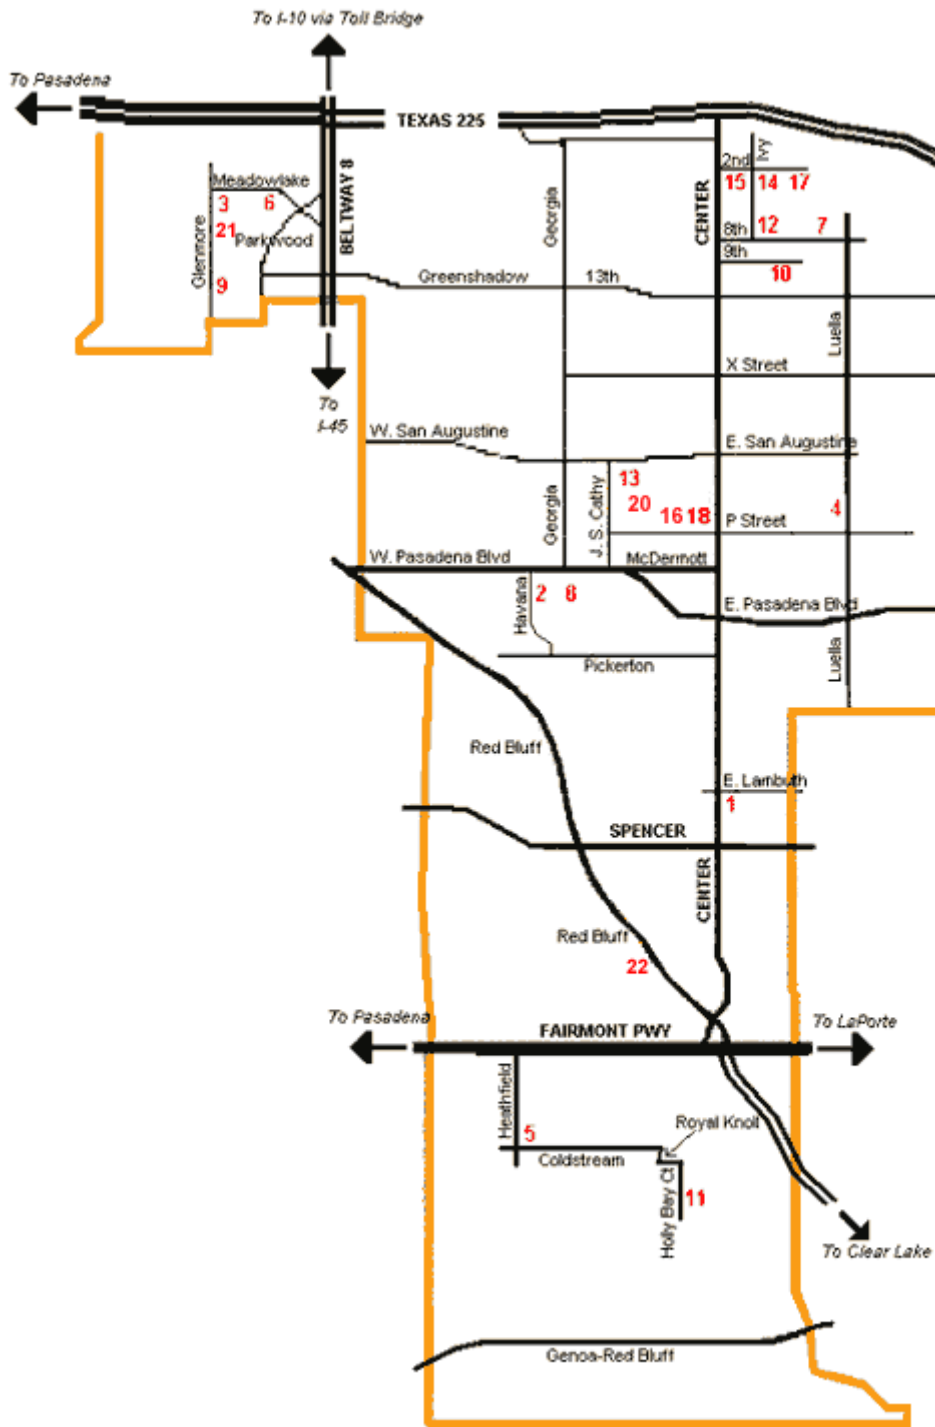 To I-10 via Toll Bridge
To Pasadena
TEXAS 225
BELTWAY 8
Meadowlake
3 6
21
Parkwood
Glenmore
9
To
I-45
Georgia
CENTER
2nd
Ivy
15 14 17
8th
12 7
9th
10
Greenshadow 13th
Luella
X Street
W. San Augustine
E. San Augustine
13
20
16 18
4
J. S. Cathy
Georgia
P Street
W. Pasadena Blvd
McDermott
Havana
2 8
E. Pasadena Blvd
Pickerton
Luella
Red Bluff
E. Lambuth
1
SPENCER
CENTER
Red Bluff
22
To Pasadena
FAIRMONT PWY
To LaPorte
Heathfield
5
Royal Knoll
Coldstream
Holly Bay Ct
11
To Clear Lake
Genoa-Red Bluff